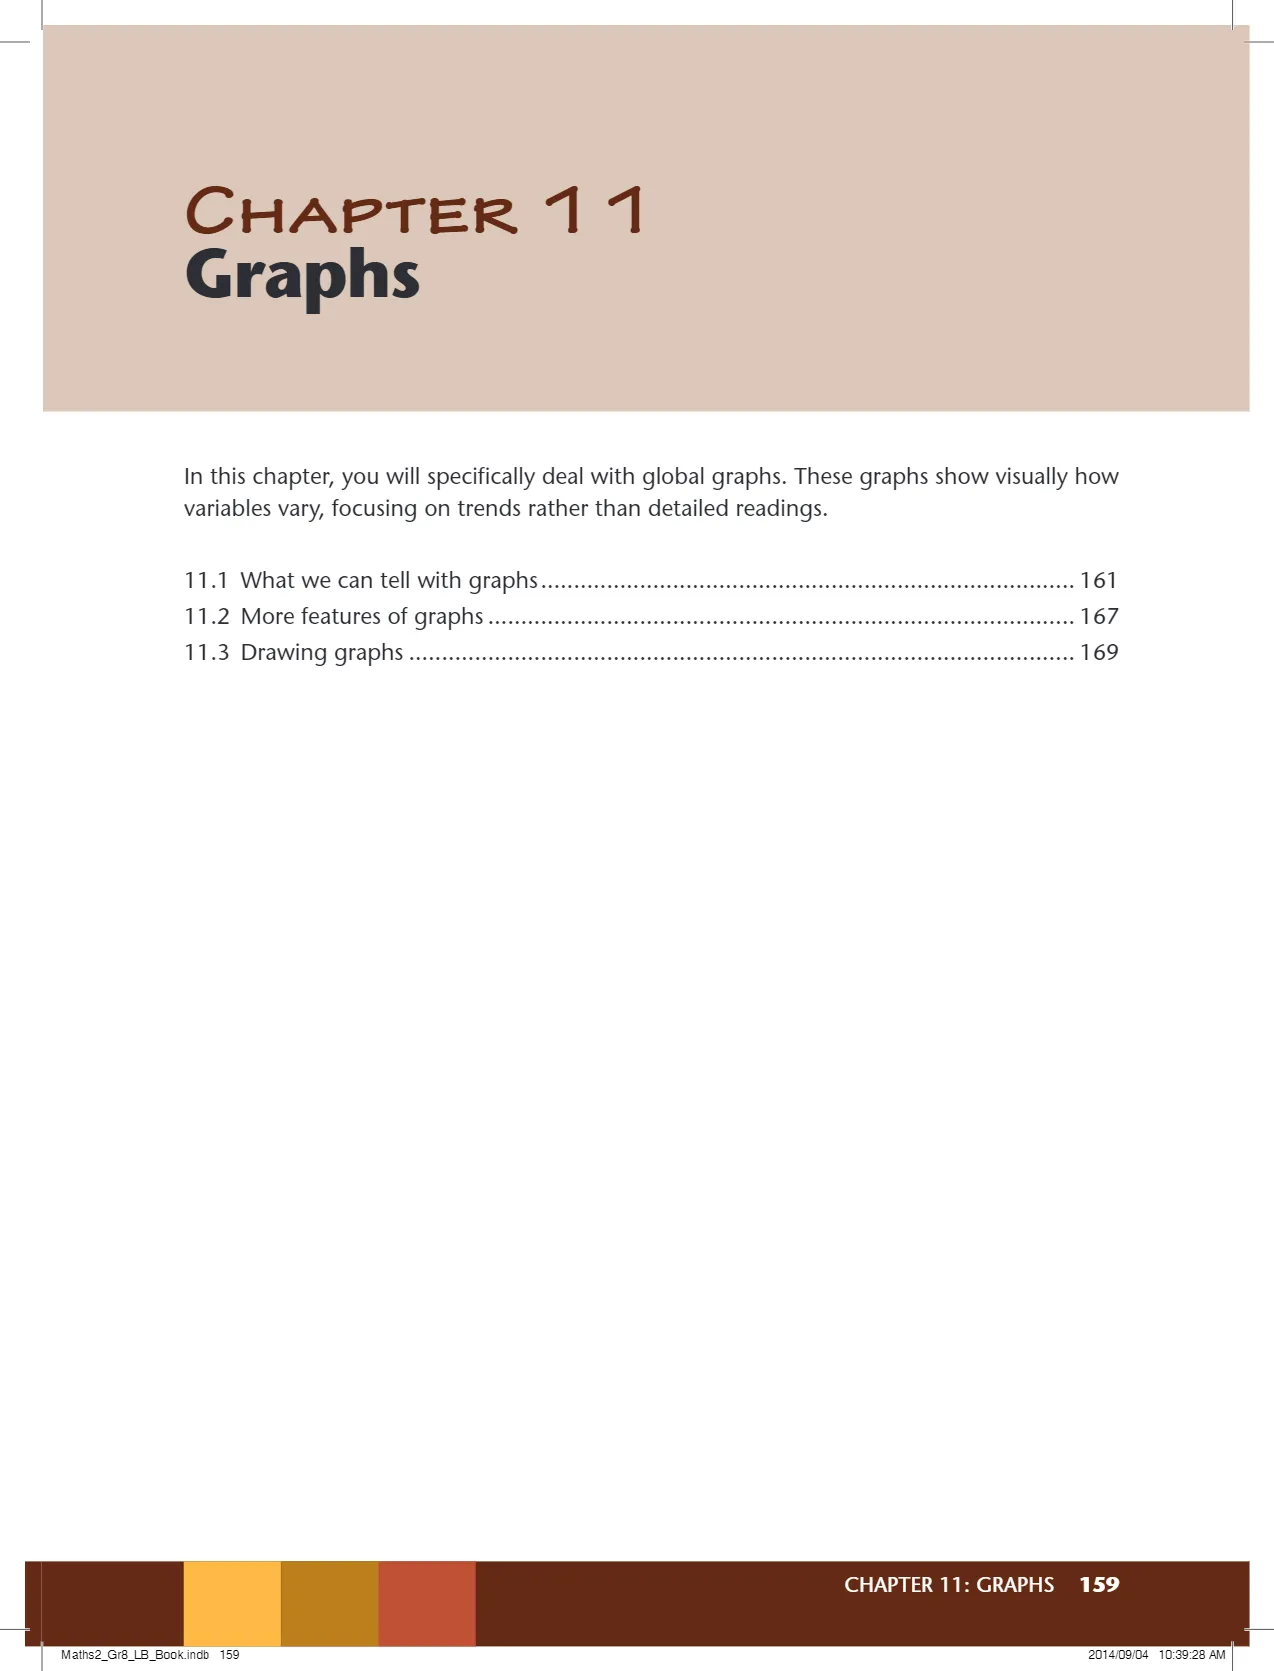 Chapter 11
Graphs
In this chapter, you will specifically deal with global graphs. These graphs show visually how
variables vary, focusing on trends rather than detailed readings.
11.1 What we can tell with graphs................................................................................. 161
11.2 More features of graphs ......................................................................................... 167
11.3 Drawing graphs ..................................................................................................... 169
CHAPTER 11: GRAPHS 159
Maths2_Gr8_LB_Book.indb 159 2014/09/04 10:39:28 AM